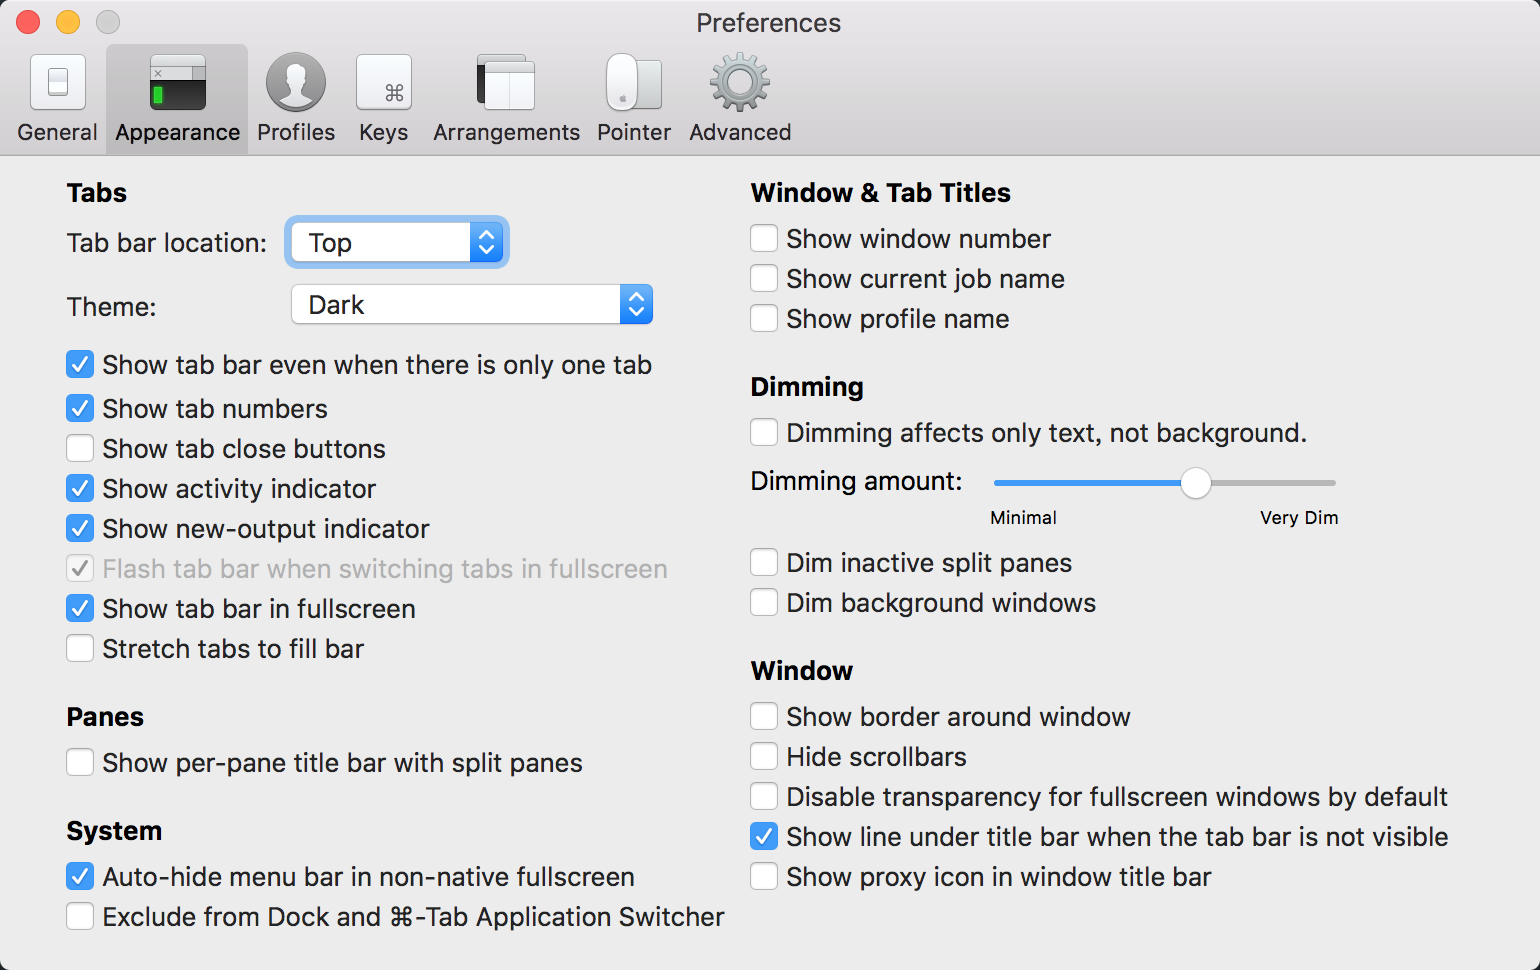 Preferences
General
Appearance
Profiles
⌘
Keys
Arrangements
Pointer
Advanced
Tabs
Tab bar location:
Top
Theme:
Dark
Show tab bar even when there is only one tab
Show tab numbers
Show tab close buttons
Show activity indicator
Show new-output indicator
Flash tab bar when switching tabs in fullscreen
Show tab bar in fullscreen
Stretch tabs to fill bar
Panes
Show per-pane title bar with split panes
System
Auto-hide menu bar in non-native fullscreen
Exclude from Dock and ⌘-Tab Application Switcher
Window & Tab Titles
Show window number
Show current job name
Show profile name
Dimming
Dimming affects only text, not background.
Dimming amount:
Minimal
Very Dim
Dim inactive split panes
Dim background windows
Window
Show border around window
Hide scrollbars
Disable transparency for fullscreen windows by default
Show line under title bar when the tab bar is not visible
Show proxy icon in window title bar